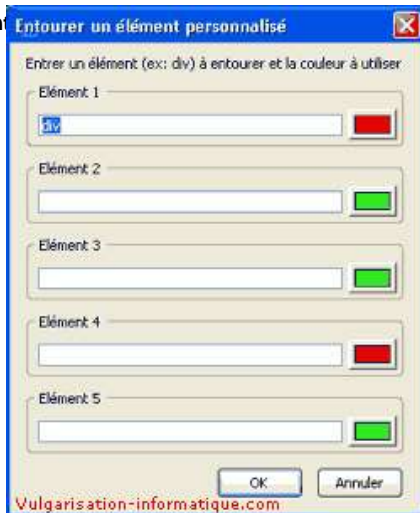 Entourer un élément personnalisé
Entrer un élément (ex: div) à entourer et la couleur à utiliser
Elément 1
div
Elément 2
Elément 3
Elément 4
Elément 5
OK Annuler
Vulgarisation-informatique.com